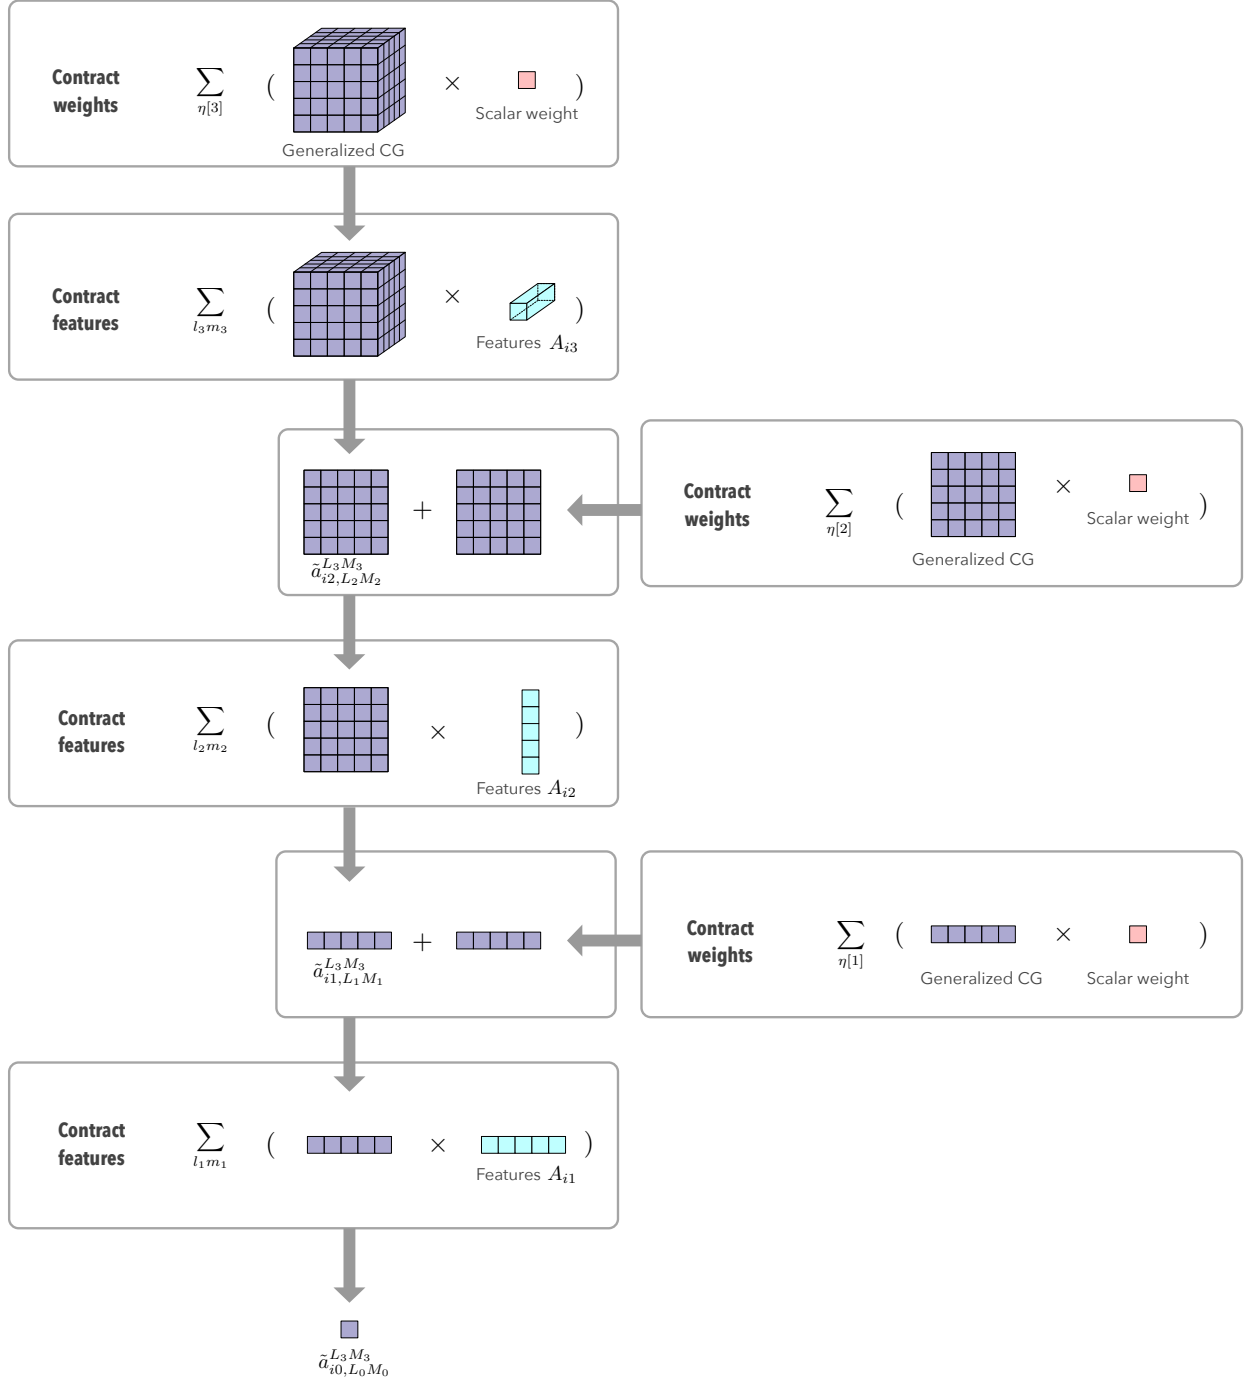 Contract
weights
∑
η[3]
( × )
Scalar weight
Generalized CG
Contract
features
∑
l₃m₃
( × )
Features A_{i3}
+
ã^{L₃M₃}_{i2,L₂M₂}
Contract
weights
∑
η[2]
( × )
Scalar weight
Generalized CG
Contract
features
∑
l₂m₂
( × )
Features A_{i2}
+
ã^{L₃M₃}_{i1,L₁M₁}
Contract
weights
∑
η[1]
( × )
Generalized CG Scalar weight
Contract
features
∑
l₁m₁
( × )
Features A_{i1}
ã^{L₃M₃}_{i0,L₀M₀}